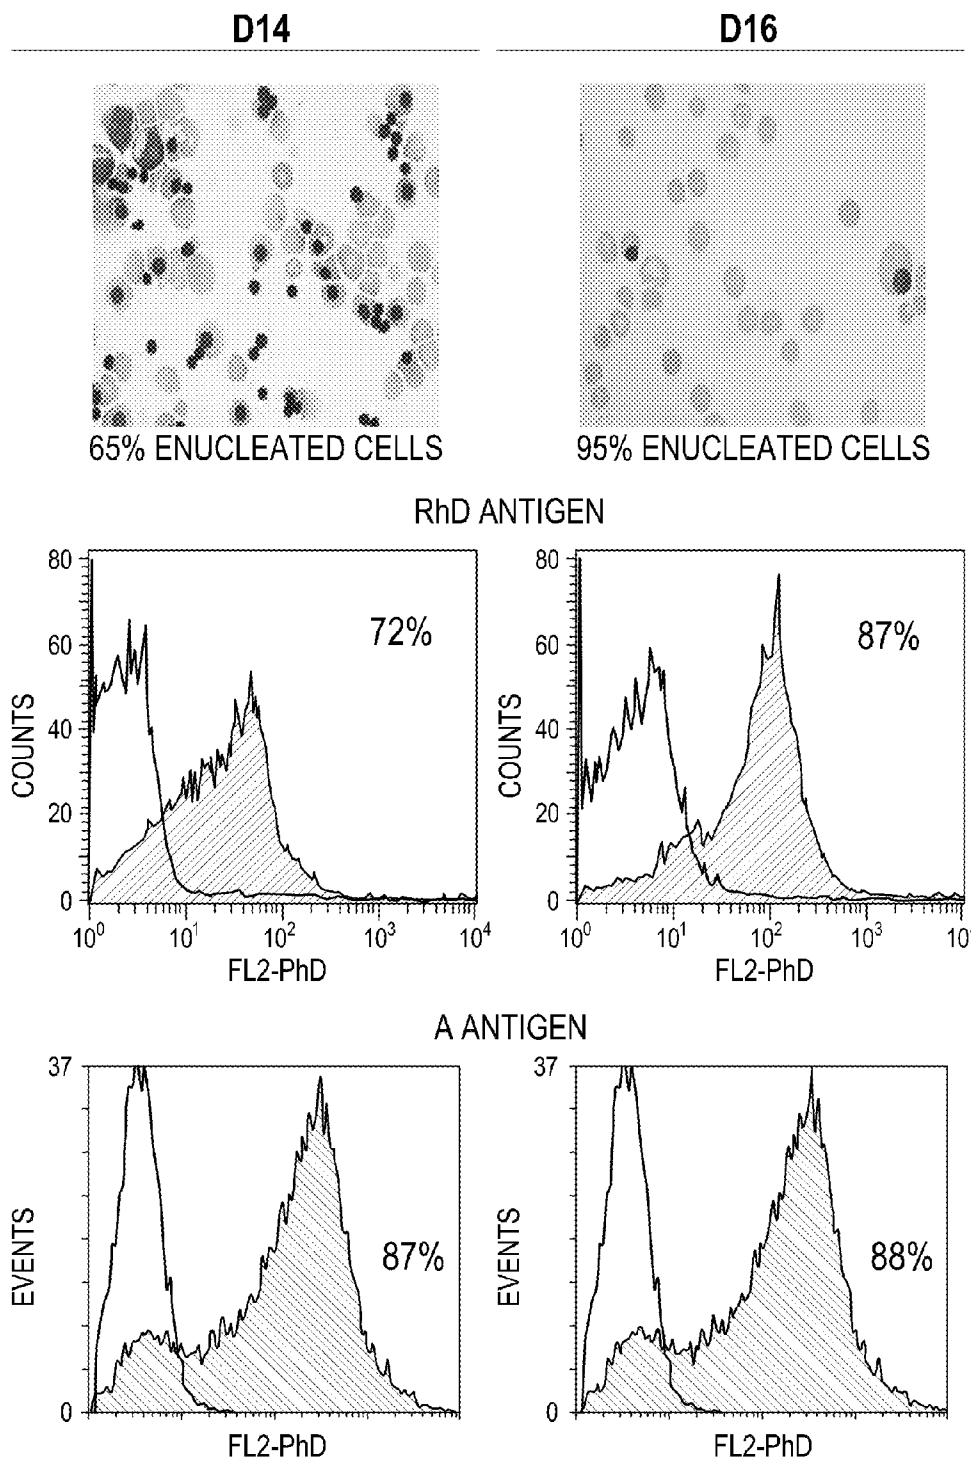 D14 D16
65% ENUCLEATED CELLS 95% ENUCLEATED CELLS
RhD ANTIGEN
80 80
72% 87%
60 60
COUNTS COUNTS
40 40
20 20
0 0
10⁰ 10¹ 10² 10³ 10⁴ 10⁰ 10¹ 10² 10³ 10
FL2-PhD FL2-PhD
A ANTIGEN
37 37
EVENTS EVENTS
87% 88%
0 0
FL2-PhD FL2-PhD